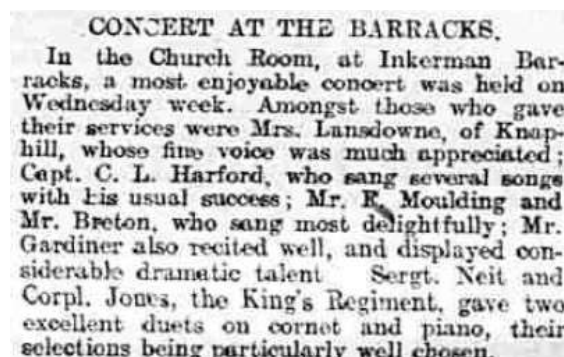 CONCERT AT THE BARRACKS.
In the Church Room, at Inkerman Bar-
racks, a most enjoyable concert was held on
Wednesday week. Amongst those who gave
their services were Mrs. Lansdowne, of Knap-
hill, whose fine voice was much appreciated;
Capt. C. L. Harford, who sang several songs
with his usual success; Mr. R. Moulding and
Mr. Breton, who sang most delightfully; Mr.
Gardiner also recited well, and displayed con-
siderable dramatic talent Sergt. Neit and
Corpl. Jones, the King's Regiment, gave two
excellent duets on cornet and piano, their
selections being particularly well chosen.